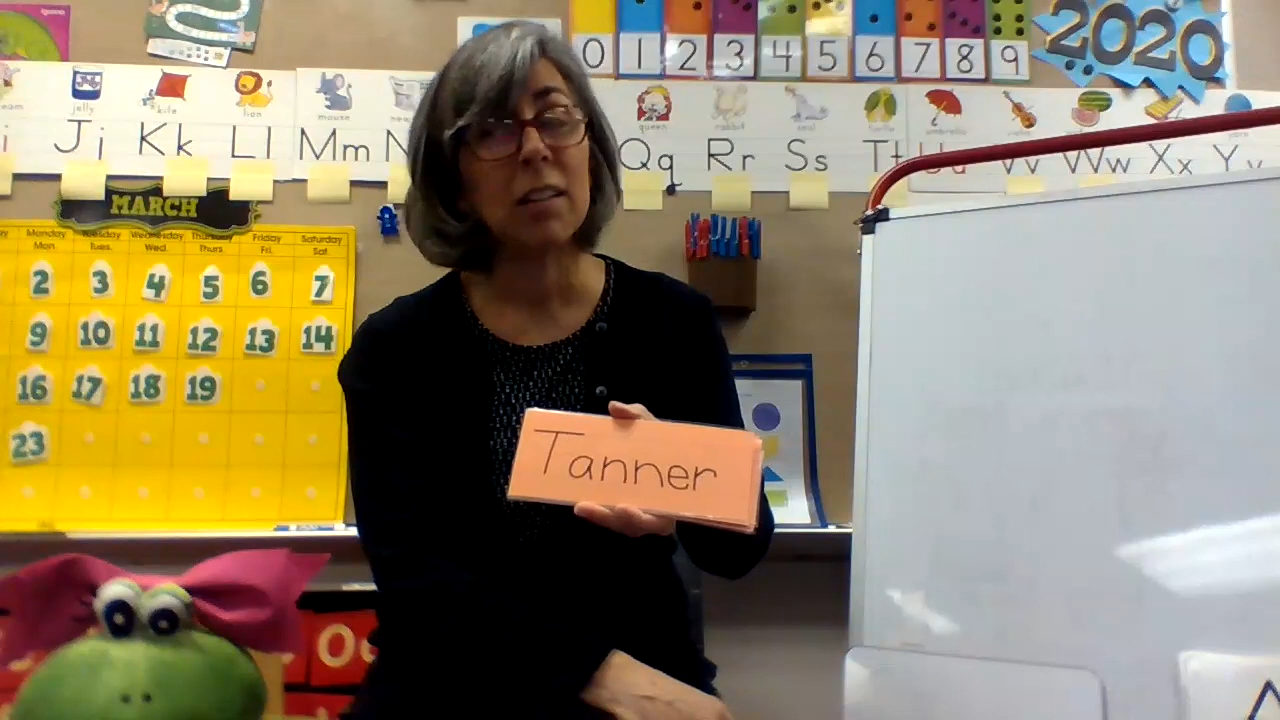 0 1 2 3 4 5 6 7 8 9
2020
jelly
kite
lion
mouse
queen
rabbit
seal
turtle
umbrella
violin
i Jj Kk Ll Mm N Qq Rr Ss Tt Uu Vv Ww Xx Yy
MARCH
Monday Tuesday Wednesday Thursday Friday Saturday
Mon. Tues. Wed. Thurs. Fri. Sat.
2 3 4 5 6 7
9 10 11 12 13 14
16 17 18 19
23
Tanner